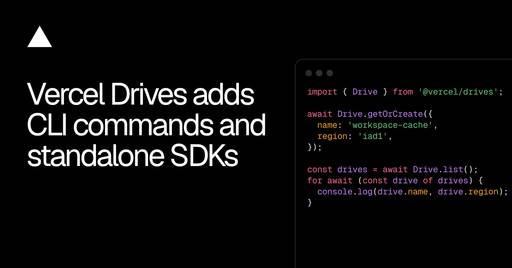 Vercel Drives adds
CLI commands and
standalone SDKs
import { Drive } from '@vercel/drives';
await Drive.getOrCreate({
name: 'workspace-cache',
region: 'iad1',
});
const drives = await Drive.list();
for await (const drive of drives) {
console.log(drive.name, drive.region);
}